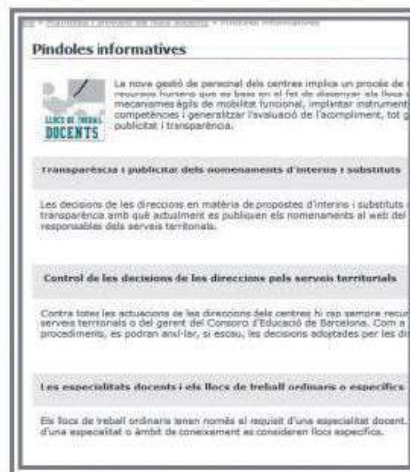 Píndoles informatives
La nova gestió de personal dels centres implica un procés de
recursos humans que es basa en el fet de dissenyar els llocs
mecanismes àgils de mobilitat funcional, implantar instrument
competències i generalitzar l'avaluació de l'acompliment, tot g
publicitat i transparència.
LLOCS DE TREBALL
DOCENTS
Transparència i publicitat dels nomenaments d'interins i substituts
Les decisions de les direccions en matèria de propostes d'interins i substituts
transparència amb què actualment es publiquen els nomenaments al web del
responsables dels serveis territorials.
Control de les decisions de les direccions pels serveis territorials
Contra totes les actuacions de les direccions dels centres hi cap sempre recur
serveis territorials o del gerent del Consorci d'Educació de Barcelona. Com a
procediments, es podran anul·lar, si escau, les decisions adoptades per les di
Les especialitats docents i els llocs de treball ordinaris o específics
Els llocs de treball ordinaris tenen només el requisit d'una especialitat docent.
d'una especialitat o àmbit de coneixement es consideren llocs específics.